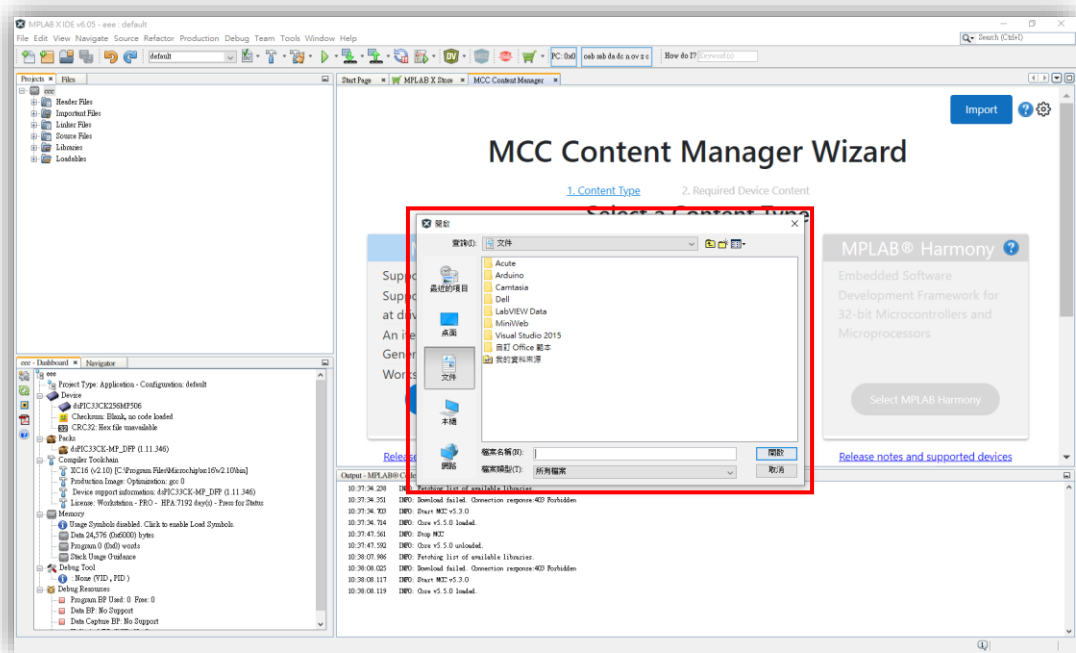 MPLAB X IDE v6.05 - eee : default
File Edit View Navigate Source Refactor Production Debug Team Tools Window Help
Search (Ctrl+I)
default
PC: 0x0
How do I?
Keyword(s)
Projects
Files
Start Page
MPLAB X Store
MCC Content Manager
eee
Header Files
Important Files
Linker Files
Source Files
Libraries
Loadables
Import
MCC Content Manager Wizard
1. Content Type
2. Required Device Content
Select a Content Type
MPLAB® Harmony
Embedded Software
Development Framework for
32-bit Microcontrollers and
Microprocessors
Select MPLAB Harmony
Release notes and supported devices
開啟
查詢(I):
文件
最近的項目
桌面
文件
本機
網路
Acute
Arduino
Camtasia
Dell
LabVIEW Data
MiniWeb
Visual Studio 2015
自訂 Office 範本
我的資料來源
檔案名稱(N):
開啟
檔案類型(T):
所有檔案
取消
eee - Dashboard
Navigator
eee
Project Type: Application - Configuration: default
Device
dsPIC33CK256MP506
Checksum: Blank, no code loaded
CRC32: Hex file unavailable
Packs
dsPIC33CK-MP_DFP (1.11.346)
Compiler Toolchain
XC16 (v2.10) [C:\Program Files\Microchip\xc16\v2.10\bin]
Production Image: Optimization: gcc 0
Device support information: dsPIC33CK-MP_DFP (1.11.346)
License: Workstation - PRO - HPA:7192 day(s) - Press for Status
Memory
Usage Symbols disabled. Click to enable Load Symbols.
Data 24,576 (0x6000) bytes
Program 0 (0x0) words
Stack Usage Guidance
Debug Tool
: None (VID , PID )
Debug Resources
Program BP Used: 0 Free: 0
Data BP: No Support
Data Capture BP: No Support
10:37:34.238 INFO: Fetching list of available libraries.
10:37:34.351 INFO: Download failed. Connection response:403 Forbidden
10:37:34.703 INFO: Start MCC v5.3.0
10:37:34.714 INFO: Core v5.5.0 loaded.
10:37:47.561 INFO: Stop MCC
10:37:47.592 INFO: Core v5.5.0 unloaded.
10:38:07.986 INFO: Fetching list of available libraries.
10:38:08.025 INFO: Download failed. Connection response:403 Forbidden
10:38:08.117 INFO: Start MCC v5.3.0
10:38:08.119 INFO: Core v5.5.0 loaded.